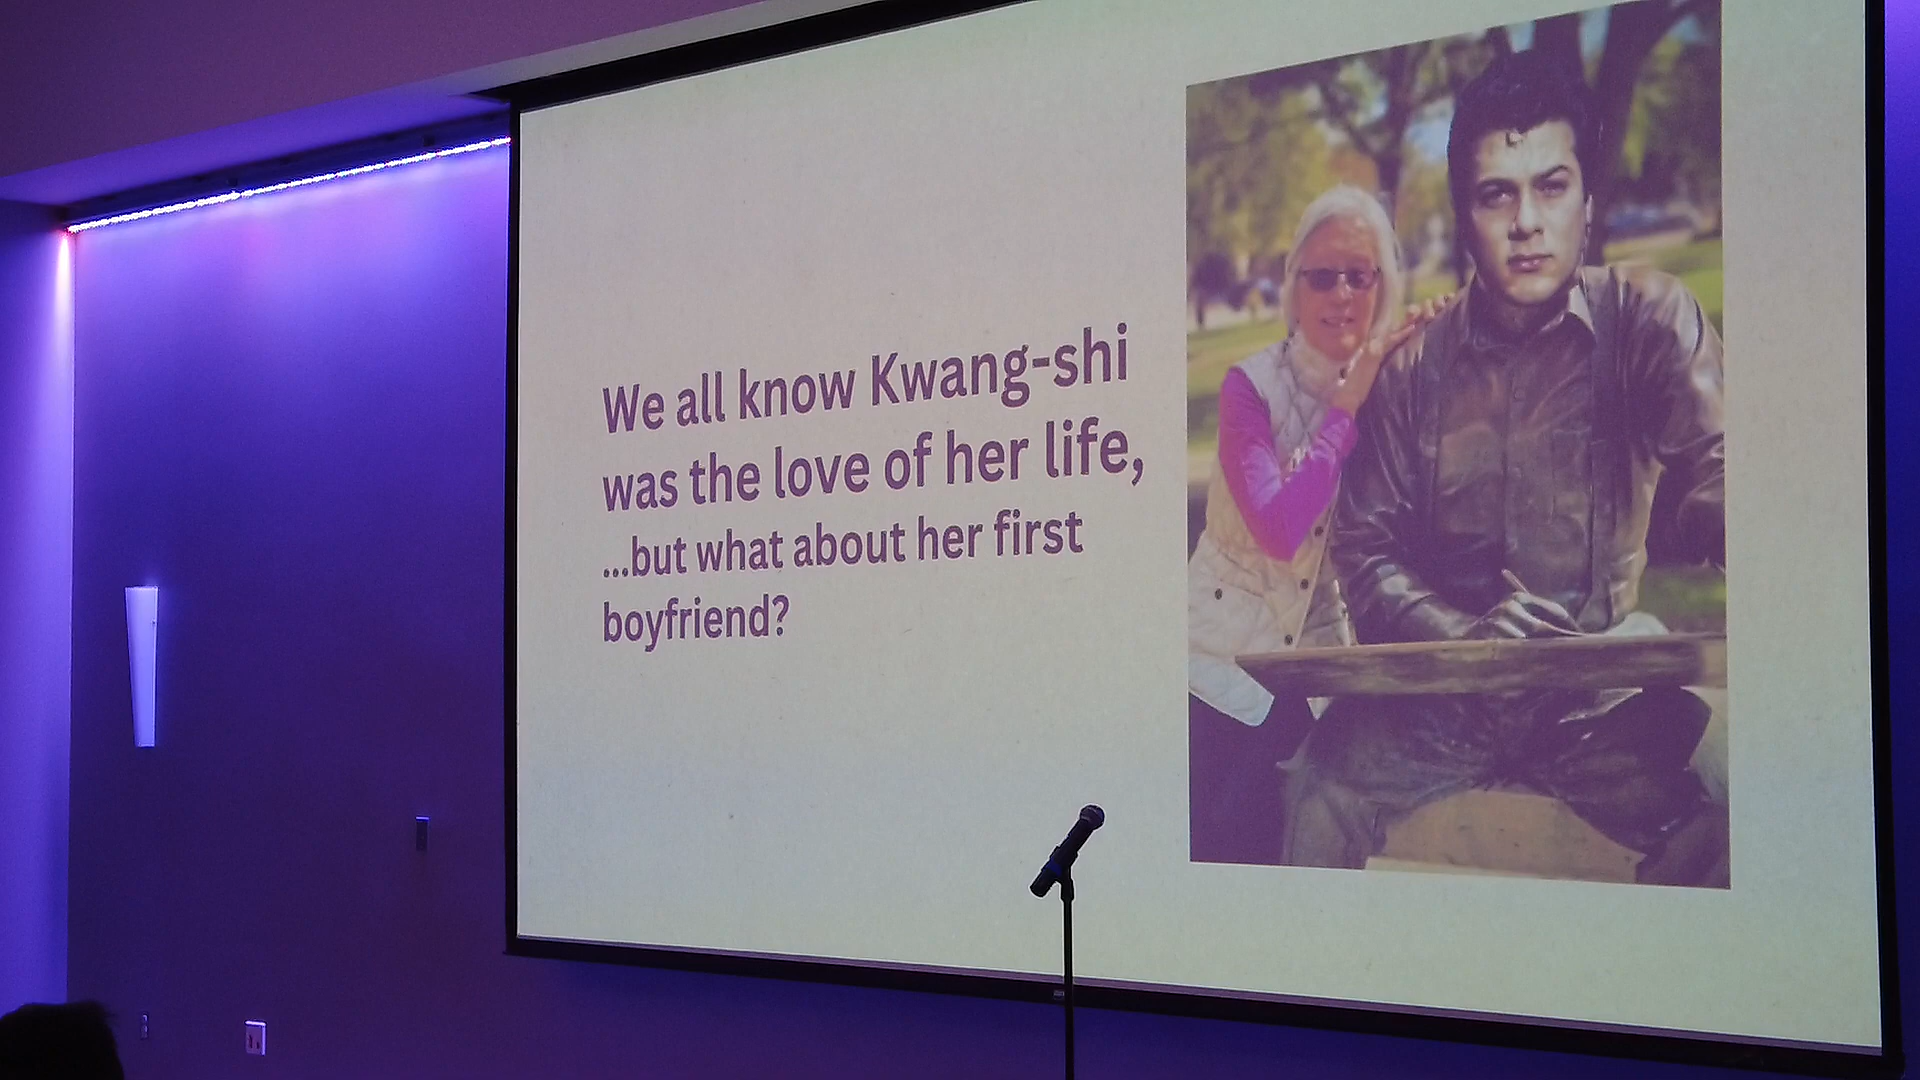 We all know Kwang-shi
was the love of her life,
...but what about her first
boyfriend?